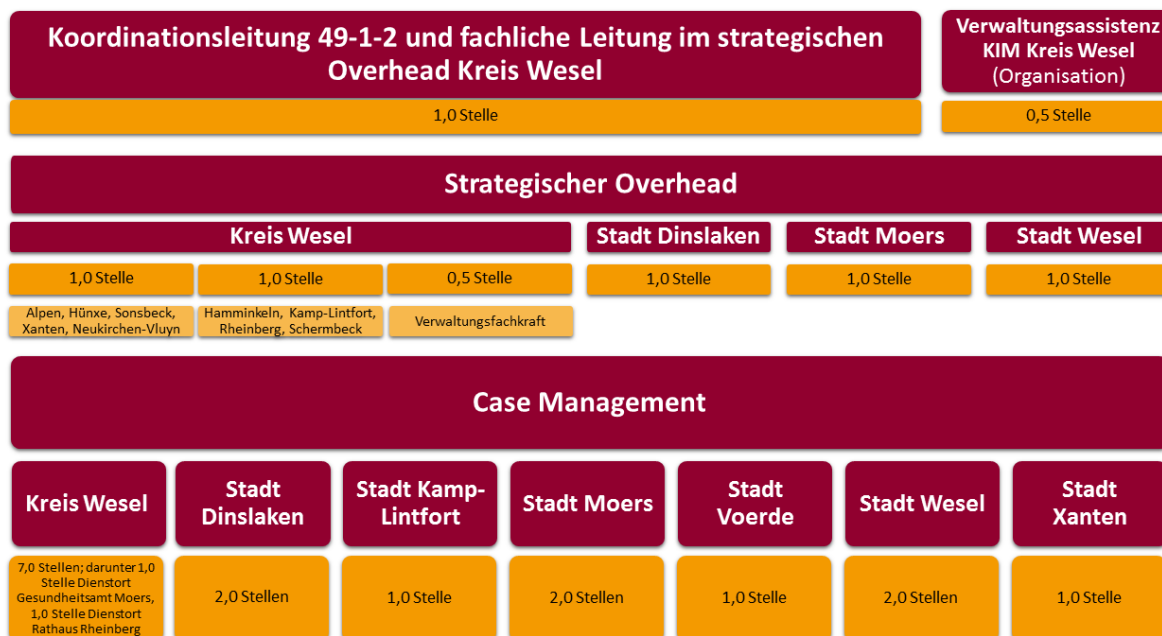 Koordinationsleitung 49-1-2 und fachliche Leitung im strategischen
Overhead Kreis Wesel
Verwaltungsassistenz
KIM Kreis Wesel
(Organisation)
1,0 Stelle
0,5 Stelle
Strategischer Overhead
Kreis Wesel
Stadt Dinslaken
Stadt Moers
Stadt Wesel
1,0 Stelle
1,0 Stelle
0,5 Stelle
1,0 Stelle
1,0 Stelle
1,0 Stelle
Alpen, Hünxe, Sonsbeck,
Xanten, Neukirchen-Vluyn
Hamminkeln, Kamp-Lintfort,
Rheinberg, Schermbeck
Verwaltungsfachkraft
Case Management
Kreis Wesel
Stadt
Dinslaken
Stadt Kamp-
Lintfort
Stadt Moers
Stadt
Voerde
Stadt Wesel
Stadt
Xanten
7,0 Stellen; darunter 1,0
Stelle Dienstort
Gesundheitsamt Moers,
1,0 Stelle Dienstort
Rathaus Rheinberg
2,0 Stellen
1,0 Stelle
2,0 Stellen
1,0 Stelle
2,0 Stellen
1,0 Stelle